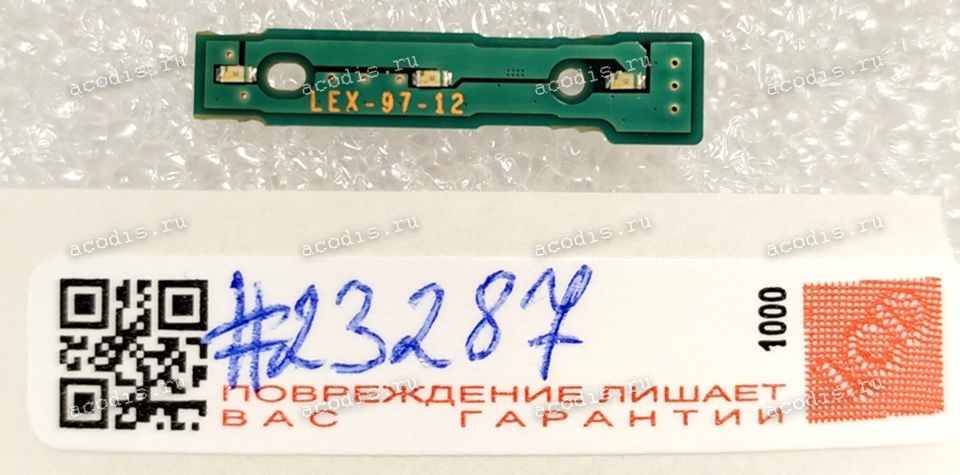 LEX-97-12
#23287
1000
ПОВРЕЖДЕНИЕ ЛИШАЕТ
ВАС ГАРАНТИИ
acodis.ru